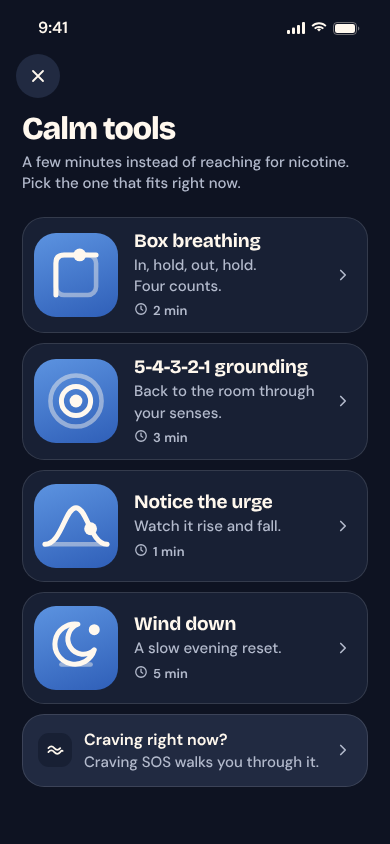 9:41
Calm tools
A few minutes instead of reaching for nicotine.
Pick the one that fits right now.
Box breathing
In, hold, out, hold.
Four counts.
2 min
5-4-3-2-1 grounding
Back to the room through
your senses.
3 min
Notice the urge
Watch it rise and fall.
1 min
Wind down
A slow evening reset.
5 min
Craving right now?
Craving SOS walks you through it.